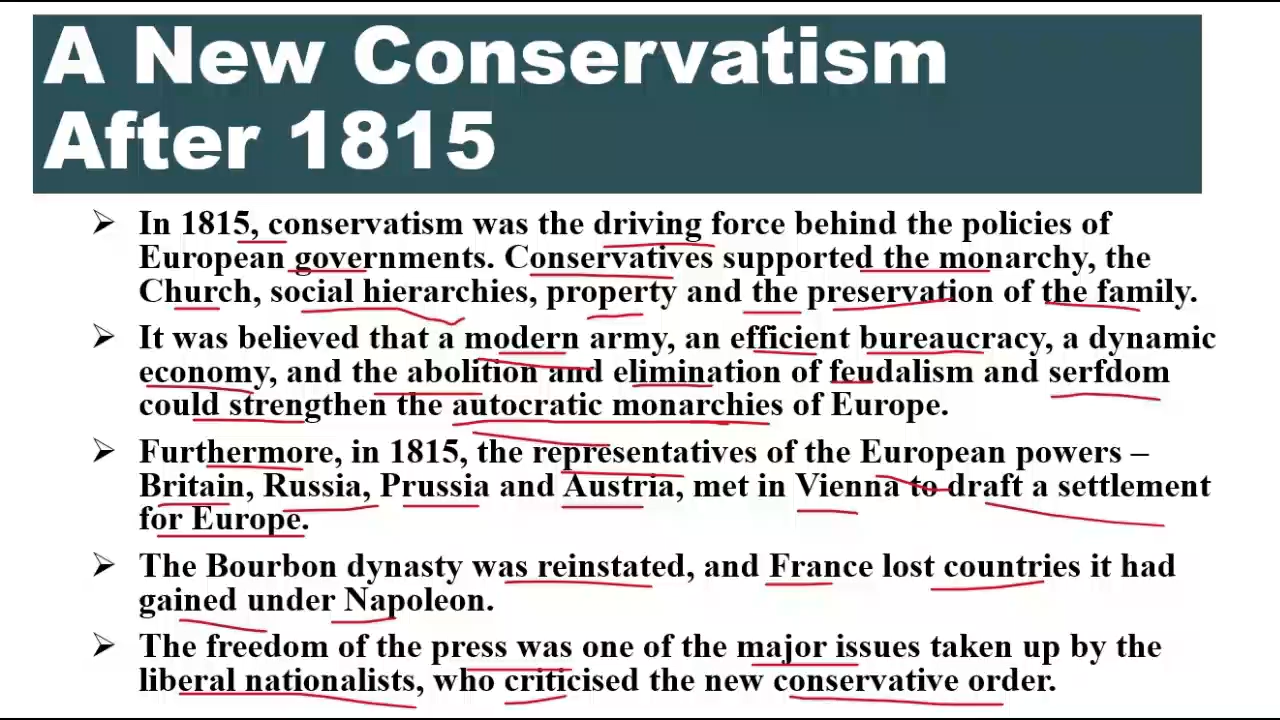 A New Conservatism
After 1815
➢ In 1815, conservatism was the driving force behind the policies of
European governments. Conservatives supported the monarchy, the
Church, social hierarchies, property and the preservation of the family.
➢ It was believed that a modern army, an efficient bureaucracy, a dynamic
economy, and the abolition and elimination of feudalism and serfdom
could strengthen the autocratic monarchies of Europe.
➢ Furthermore, in 1815, the representatives of the European powers –
Britain, Russia, Prussia and Austria, met in Vienna to draft a settlement
for Europe.
➢ The Bourbon dynasty was reinstated, and France lost countries it had
gained under Napoleon.
➢ The freedom of the press was one of the major issues taken up by the
liberal nationalists, who criticised the new conservative order.